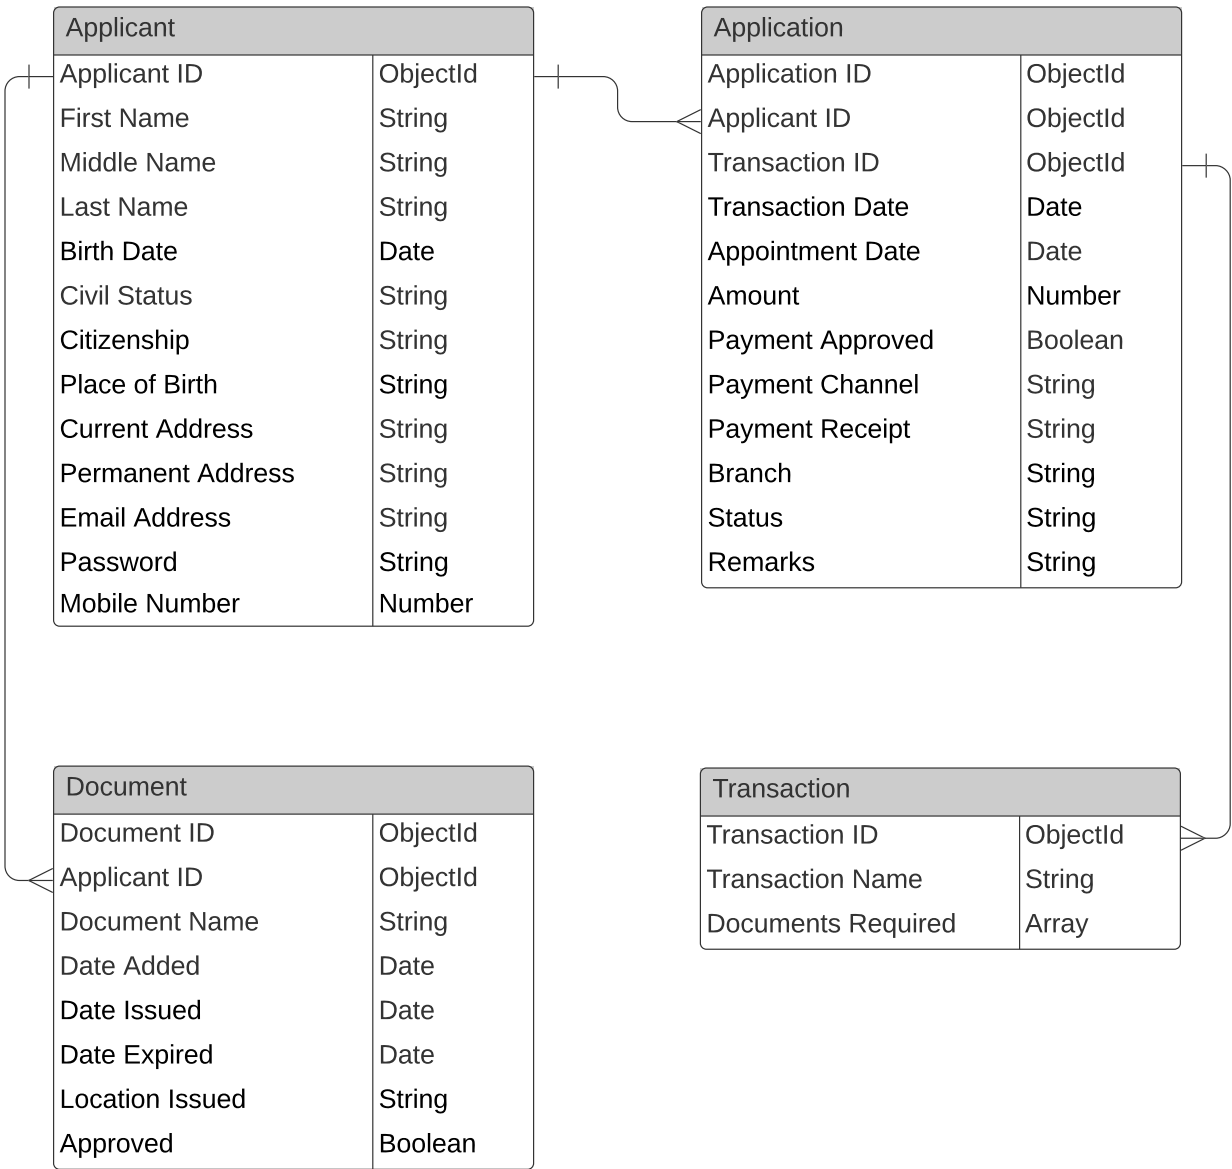 Applicant
Applicant ID ObjectId
First Name String
Middle Name String
Last Name String
Birth Date Date
Civil Status String
Citizenship String
Place of Birth String
Current Address String
Permanent Address String
Email Address String
Password String
Mobile Number Number
Application
Application ID ObjectId
Applicant ID ObjectId
Transaction ID ObjectId
Transaction Date Date
Appointment Date Date
Amount Number
Payment Approved Boolean
Payment Channel String
Payment Receipt String
Branch String
Status String
Remarks String
Document
Document ID ObjectId
Applicant ID ObjectId
Document Name String
Date Added Date
Date Issued Date
Date Expired Date
Location Issued String
Approved Boolean
Transaction
Transaction ID ObjectId
Transaction Name String
Documents Required Array